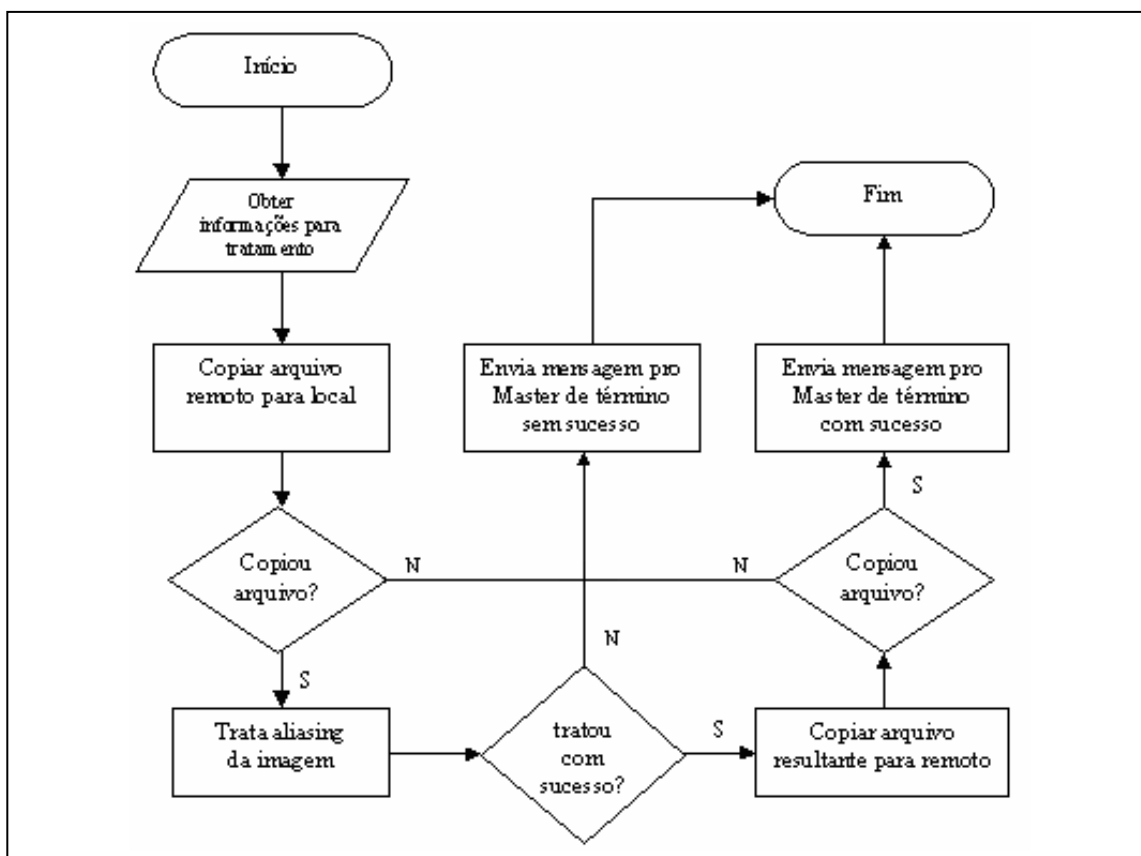 Início
Obter
informações para
tratamento
Copiar arquivo
remoto para local
Copiou
arquivo?
N
S
Trata aliasing
da imagem
tratou
com
sucesso?
N
S
Envia mensagem pro
Master de término
sem sucesso
Copiar arquivo
resultante para remoto
Copiou
arquivo?
N
S
Envia mensagem pro
Master de término
com sucesso
Fim